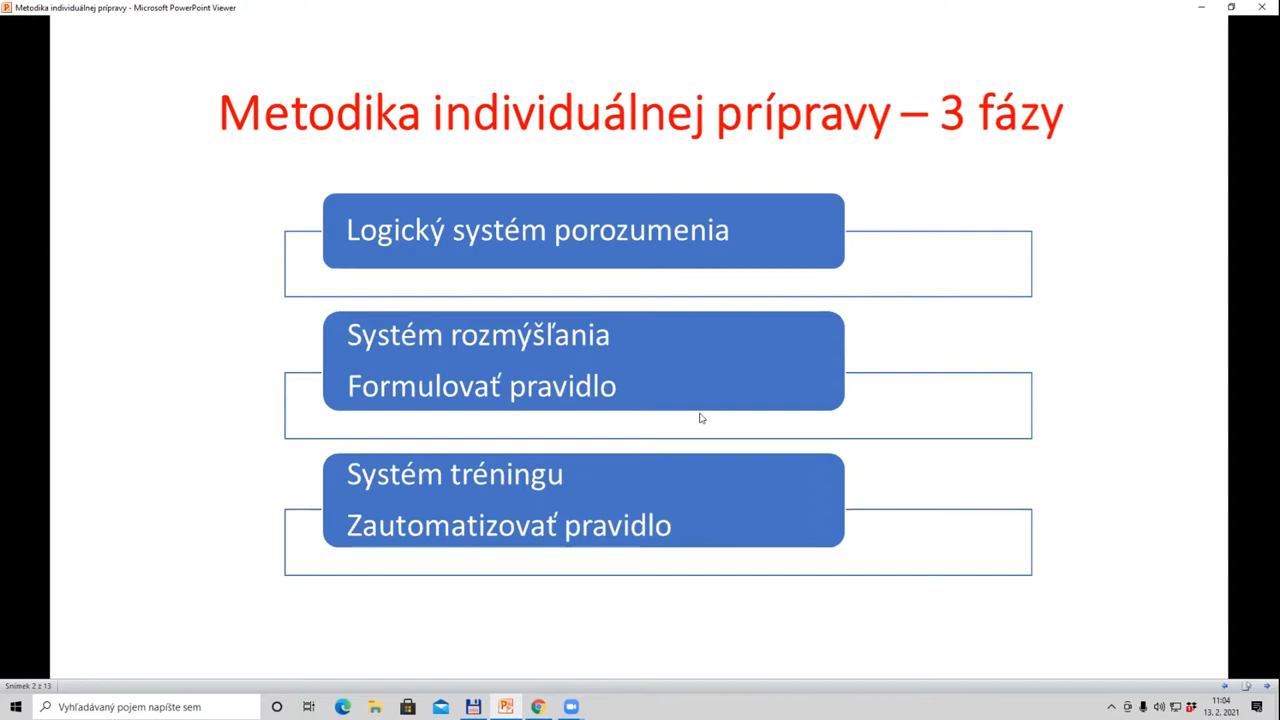 Metodika individuálnej prípravy - Microsoft PowerPoint Viewer
Metodika individuálnej prípravy – 3 fázy
Logický systém porozumenia
Systém rozmýšľania
Formulovať pravidlo
Systém tréningu
Zautomatizovať pravidlo
Snímek 2 z 13
Vyhľadávaný pojem napíšte sem
11:04
13. 2. 2021